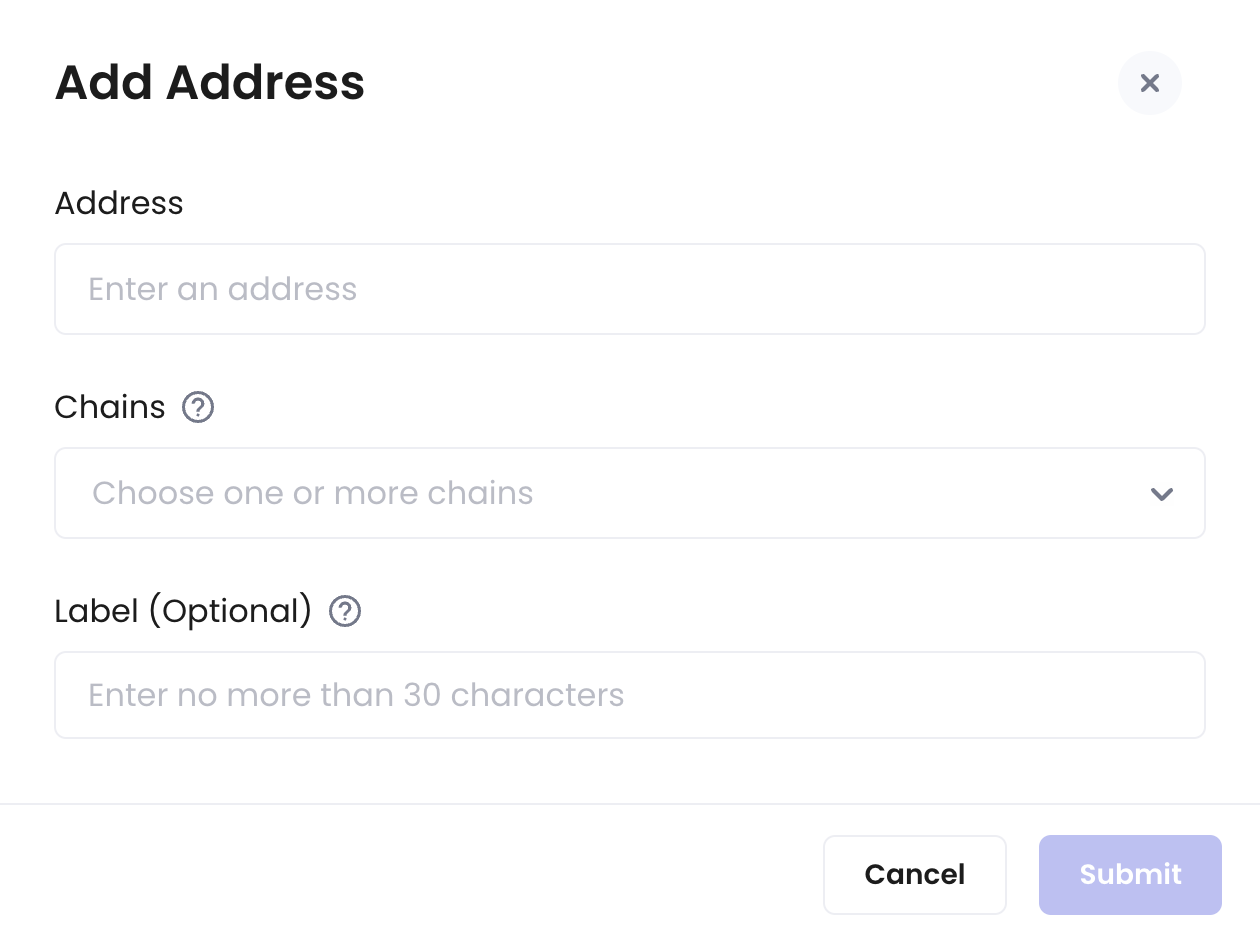 Add Address
Address
Enter an address
Chains
Choose one or more chains
Label (Optional)
Enter no more than 30 characters
Cancel
Submit